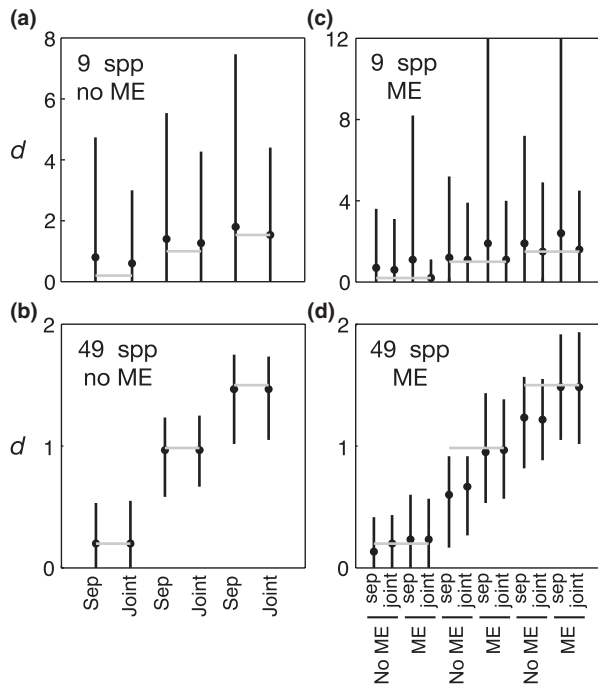 (a)
8
6
4
2
0
d
9 spp
no ME
(c)
12
8
4
0
9 spp
ME
(b)
2
1
0
d
49 spp
no ME
Sep
Joint
Sep
Joint
Sep
Joint
(d)
2
1
0
49 spp
ME
sep
joint
sep
joint
sep
joint
sep
joint
sep
joint
sep
joint
No ME
ME
No ME
ME
No ME
ME